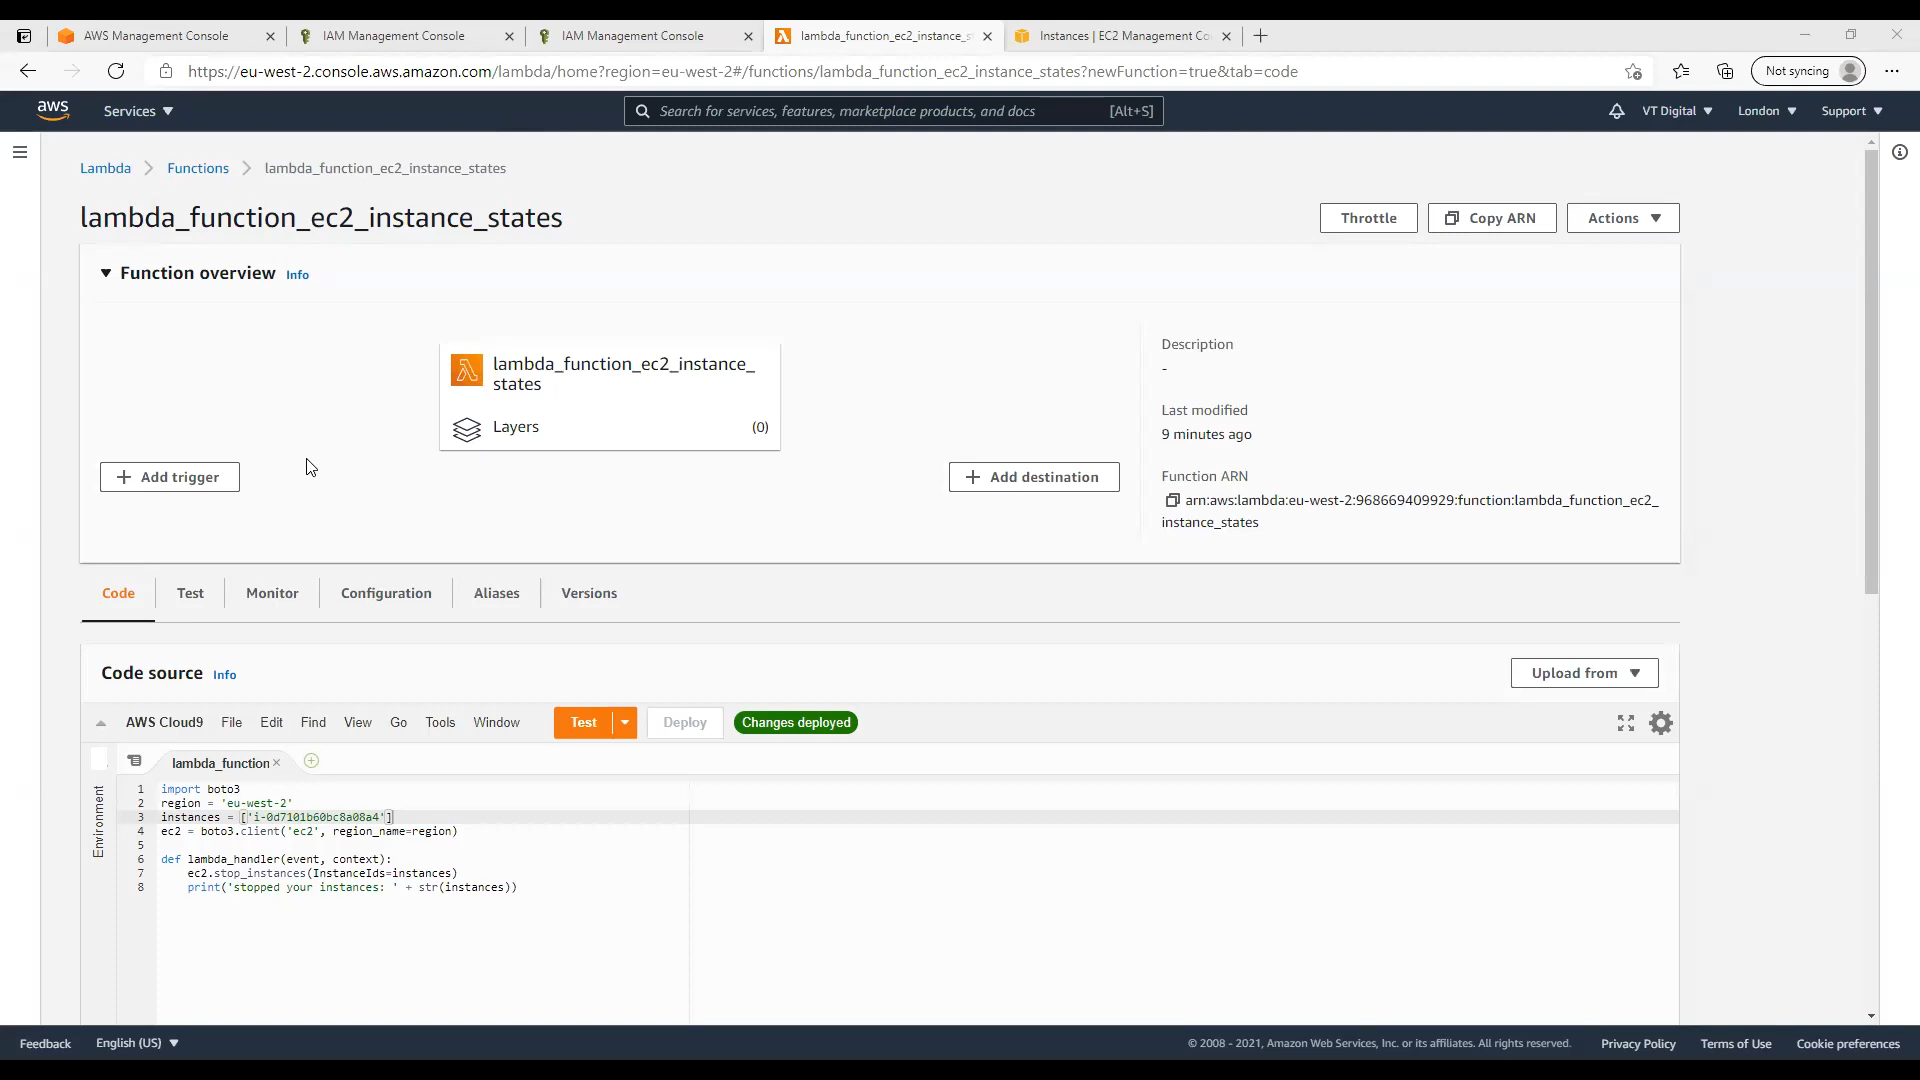 AWS Management Console
IAM Management Console
IAM Management Console
lambda_function_ec2_instance_s
Instances | EC2 Management Co
https://eu-west-2.console.aws.amazon.com/lambda/home?region=eu-west-2#/functions/lambda_function_ec2_instance_states?newFunction=true&tab=code
Not syncing
aws
Services
Search for services, features, marketplace products, and docs
[Alt+S]
VT Digital
London
Support
Lambda
Functions
lambda_function_ec2_instance_states
lambda_function_ec2_instance_states
Throttle
Copy ARN
Actions
Function overview Info
lambda_function_ec2_instance_
states
Layers
(0)
Add trigger
Add destination
Description
-
Last modified
9 minutes ago
Function ARN
arn:aws:lambda:eu-west-2:968669409929:function:lambda_function_ec2_
instance_states
Code
Test
Monitor
Configuration
Aliases
Versions
Code source Info
Upload from
AWS Cloud9
File
Edit
Find
View
Go
Tools
Window
Test
Deploy
Changes deployed
Environment
lambda_function
1 import boto3
2 region = 'eu-west-2'
3 instances = ['i-0d7101b60bc8a08a4']
4 ec2 = boto3.client('ec2', region_name=region)
5
6 def lambda_handler(event, context):
7 ec2.stop_instances(InstanceIds=instances)
8 print('stopped your instances: ' + str(instances))
Feedback
English (US)
© 2008 - 2021, Amazon Web Services, Inc. or its affiliates. All rights reserved.
Privacy Policy
Terms of Use
Cookie preferences